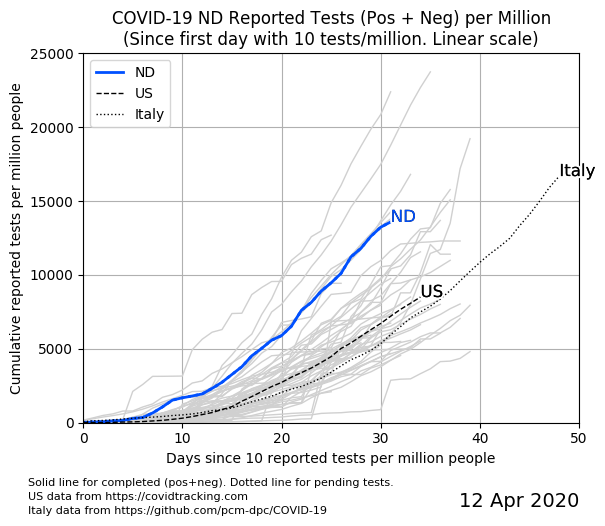 COVID-19 ND Reported Tests (Pos + Neg) per Million
(Since first day with 10 tests/million. Linear scale)
Cumulative reported tests per million people
25000
20000
15000
10000
5000
0
ND
US
Italy
Italy
ND
US
0 10 20 30 40 50
Days since 10 reported tests per million people
Solid line for completed (pos+neg). Dotted line for pending tests.
US data from https://covidtracking.com
Italy data from https://github.com/pcm-dpc/COVID-19
12 Apr 2020